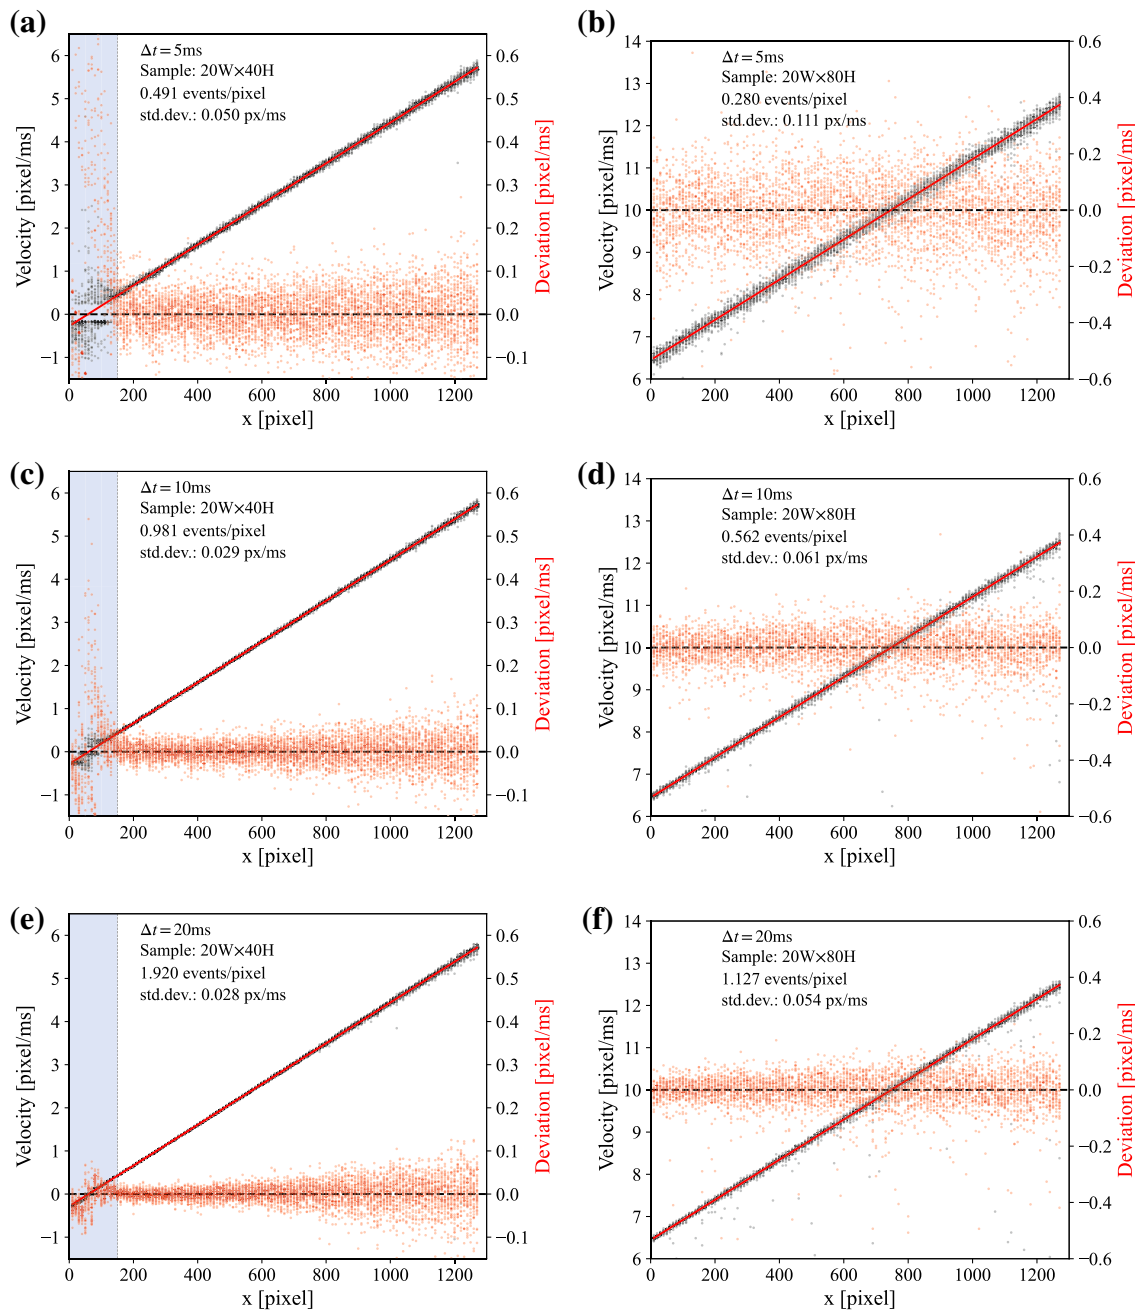 (a)
Δt = 5ms
Sample: 20W×40H
0.491 events/pixel
std.dev.: 0.050 px/ms
6
5
4
3
2
1
0
−1
0.6
0.5
0.4
0.3
0.2
0.1
0.0
−0.1
0 200 400 600 800 1000 1200
Velocity [pixel/ms]
Deviation [pixel/ms]
x [pixel]
(b)
Δt = 5ms
Sample: 20W×80H
0.280 events/pixel
std.dev.: 0.111 px/ms
14
13
12
11
10
9
8
7
6
0.6
0.4
0.2
0.0
−0.2
−0.4
−0.6
0 200 400 600 800 1000 1200
Velocity [pixel/ms]
Deviation [pixel/ms]
x [pixel]
(c)
Δt = 10ms
Sample: 20W×40H
0.981 events/pixel
std.dev.: 0.029 px/ms
6
5
4
3
2
1
0
−1
0.6
0.5
0.4
0.3
0.2
0.1
0.0
−0.1
0 200 400 600 800 1000 1200
Velocity [pixel/ms]
Deviation [pixel/ms]
x [pixel]
(d)
Δt = 10ms
Sample: 20W×80H
0.562 events/pixel
std.dev.: 0.061 px/ms
14
13
12
11
10
9
8
7
6
0.6
0.4
0.2
0.0
−0.2
−0.4
−0.6
0 200 400 600 800 1000 1200
Velocity [pixel/ms]
Deviation [pixel/ms]
x [pixel]
(e)
Δt = 20ms
Sample: 20W×40H
1.920 events/pixel
std.dev.: 0.028 px/ms
6
5
4
3
2
1
0
−1
0.6
0.5
0.4
0.3
0.2
0.1
0.0
−0.1
0 200 400 600 800 1000 1200
Velocity [pixel/ms]
Deviation [pixel/ms]
x [pixel]
(f)
Δt = 20ms
Sample: 20W×80H
1.127 events/pixel
std.dev.: 0.054 px/ms
14
13
12
11
10
9
8
7
6
0.6
0.4
0.2
0.0
−0.2
−0.4
−0.6
0 200 400 600 800 1000 1200
Velocity [pixel/ms]
Deviation [pixel/ms]
x [pixel]